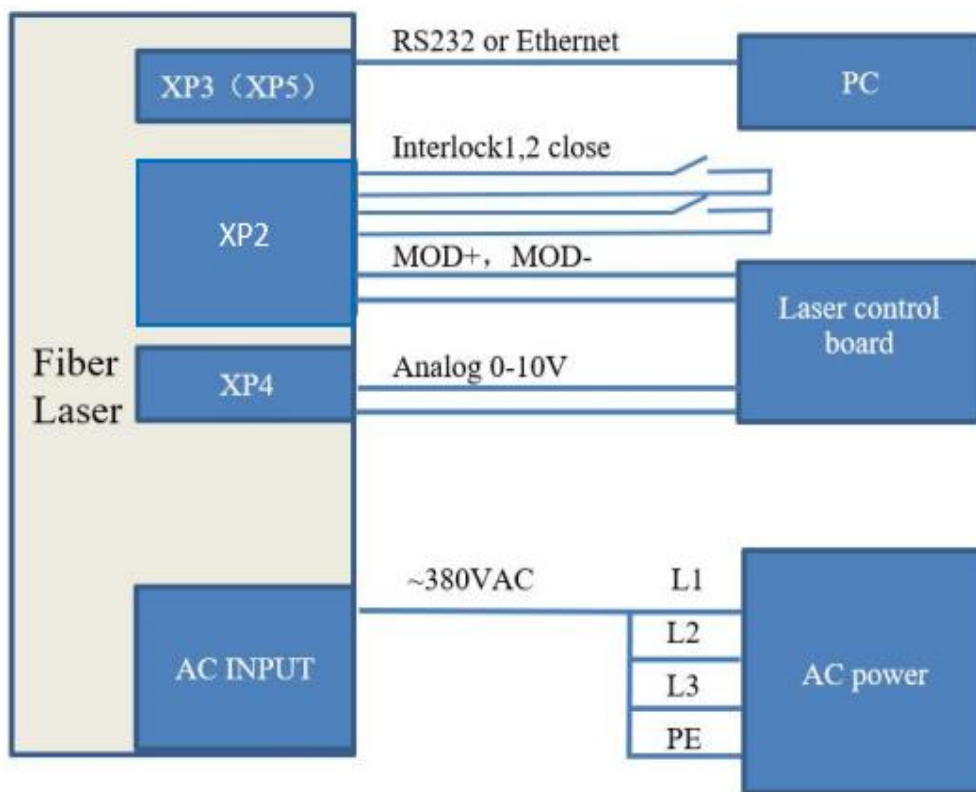 RS232 or Ethernet
XP3（XP5）
PC
Interlock1,2 close
XP2
MOD+，MOD-
Laser control
board
Fiber
Laser
XP4
Analog 0-10V
~380VAC
L1
L2
AC INPUT
L3
AC power
PE